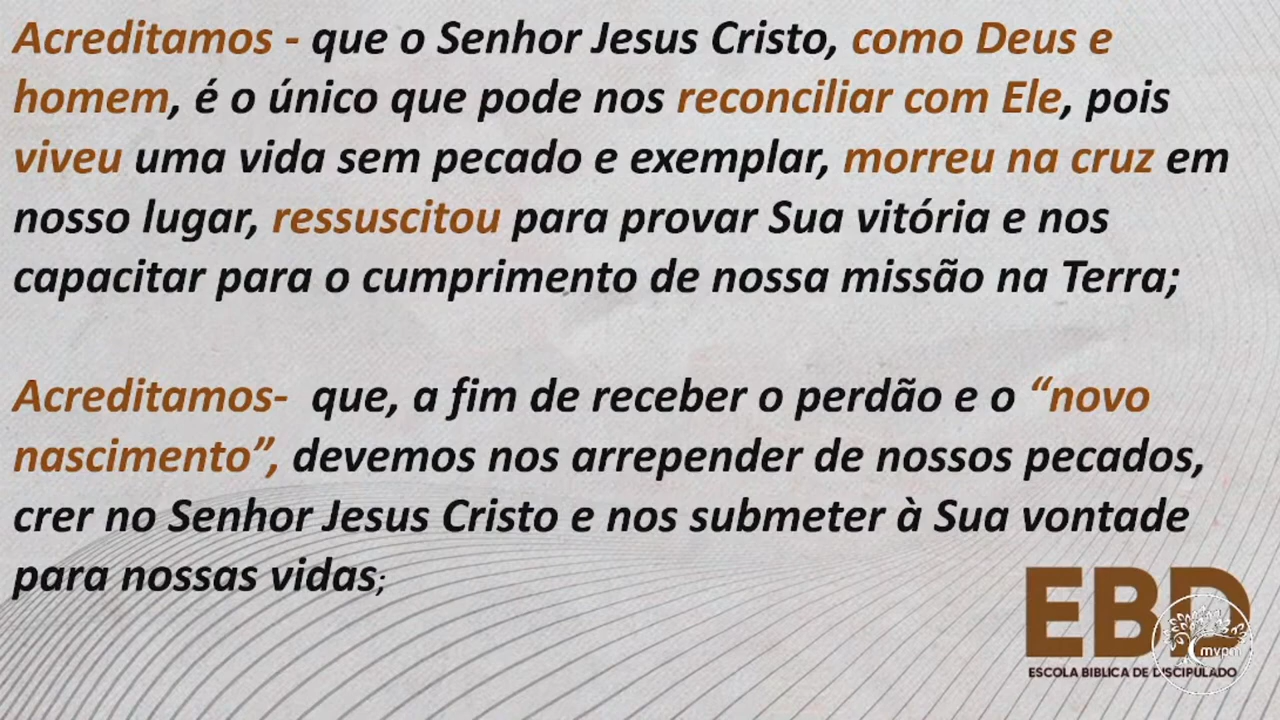 Acreditamos - que o Senhor Jesus Cristo, como Deus e
homem, é o único que pode nos reconciliar com Ele, pois
viveu uma vida sem pecado e exemplar, morreu na cruz em
nosso lugar, ressuscitou para provar Sua vitória e nos
capacitar para o cumprimento de nossa missão na Terra;
Acreditamos-  que, a fim de receber o perdão e o “novo
nascimento”, devemos nos arrepender de nossos pecados,
crer no Senhor Jesus Cristo e nos submeter à Sua vontade
para nossas vidas;
EBD
mvpm
ESCOLA BIBLICA DE DISCIPULADO